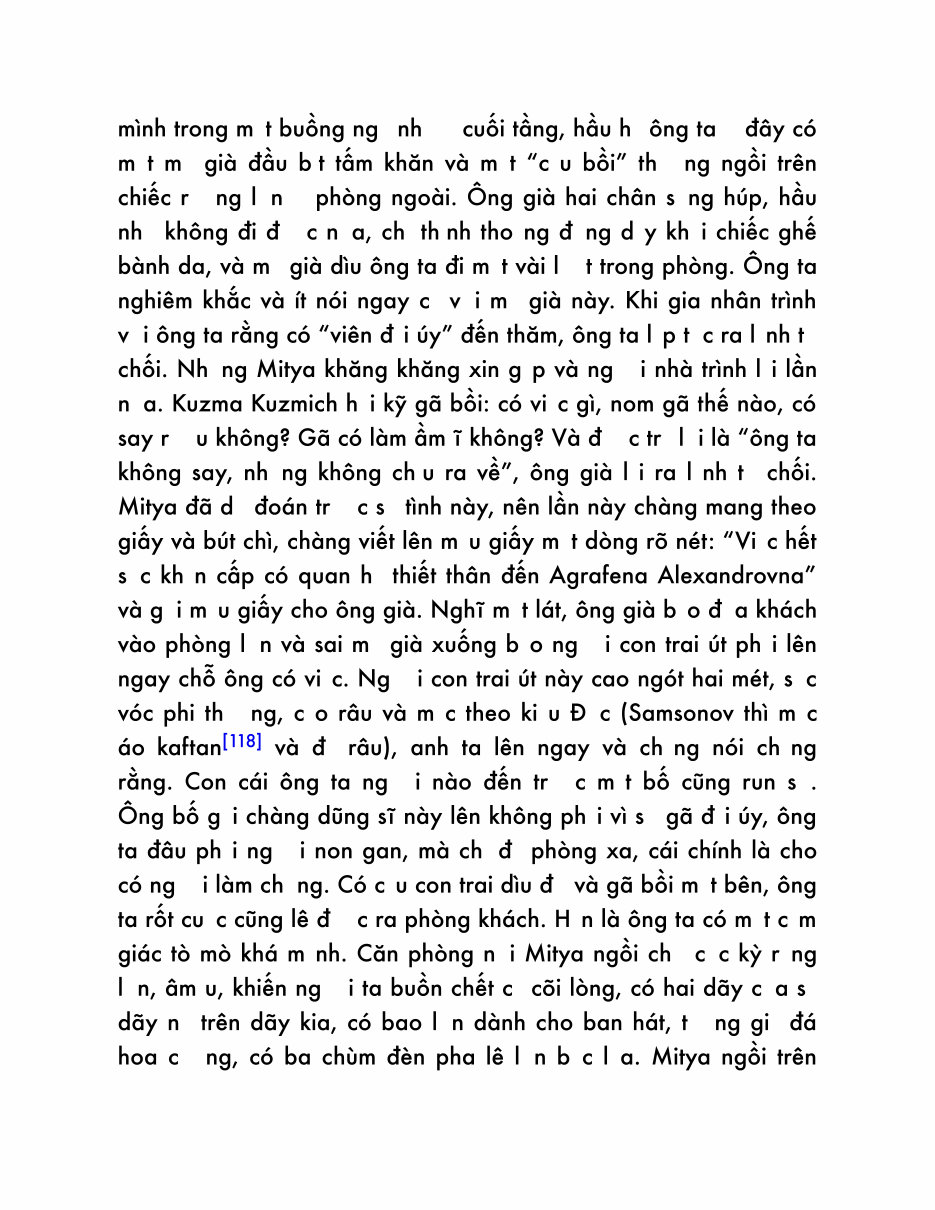 mình trong m t buồng ng nh cuối tầng, hầu h ông ta đây có
m t m già đầu b t tấm khăn và m t “c u bồi” th ng ngồi trên
chiếc r ng l n phòng ngoài. Ông già hai chân s ng húp, hầu
nh không đi đ c n a, ch th nh tho ng đ ng d y kh i chiếc ghế
bành da, và m già dìu ông ta đi m t vài l t trong phòng. Ông ta
nghiêm khắc và ít nói ngay c v i m già này. Khi gia nhân trình
v i ông ta rằng có “viên đ i úy” đến thăm, ông ta l p t c ra l nh t
chối. Nh ng Mitya khăng khăng xin g p và ng i nhà trình l i lần
n a. Kuzma Kuzmich h i kỹ gã bồi: có vi c gì, nom gã thế nào, có
say r u không? Gã có làm ầm ĩ không? Và đ c tr l i là “ông ta
không say, nh ng không ch u ra về”, ông già l i ra l nh t chối.
Mitya đã d đoán tr c s tình này, nên lần này chàng mang theo
giấy và bút chì, chàng viết lên m u giấy m t dòng rõ nét: “Vi c hết
s c kh n cấp có quan h thiết thân đến Agrafena Alexandrovna”
và g i m u giấy cho ông già. Nghĩ m t lát, ông già b o đ a khách
vào phòng l n và sai m già xuống b o ng i con trai út ph i lên
ngay chỗ ông có vi c. Ng i con trai út này cao ngót hai mét, s c
vóc phi th ng, c o râu và m c theo ki u Đ c (Samsonov thì m c
áo kaftan[118] và đ râu), anh ta lên ngay và ch ng nói ch ng
rằng. Con cái ông ta ng i nào đến tr c m t bố cũng run s .
Ông bố g i chàng dũng sĩ này lên không ph i vì s gã đ i úy, ông
ta đâu ph i ng i non gan, mà ch đ phòng xa, cái chính là cho
có ng i làm ch ng. Có c u con trai dìu đ và gã bồi m t bên, ông
ta rốt cu c cũng lê đ c ra phòng khách. H n là ông ta có m t c m
giác tò mò khá m nh. Căn phòng n i Mitya ngồi ch c c kỳ r ng
l n, âm u, khiến ng i ta buồn chết c cõi lòng, có hai dãy c a s
dãy n trên dãy kia, có bao l n dành cho ban hát, t ng gi đá
hoa c ng, có ba chùm đèn pha lê l n b c l a. Mitya ngồi trên